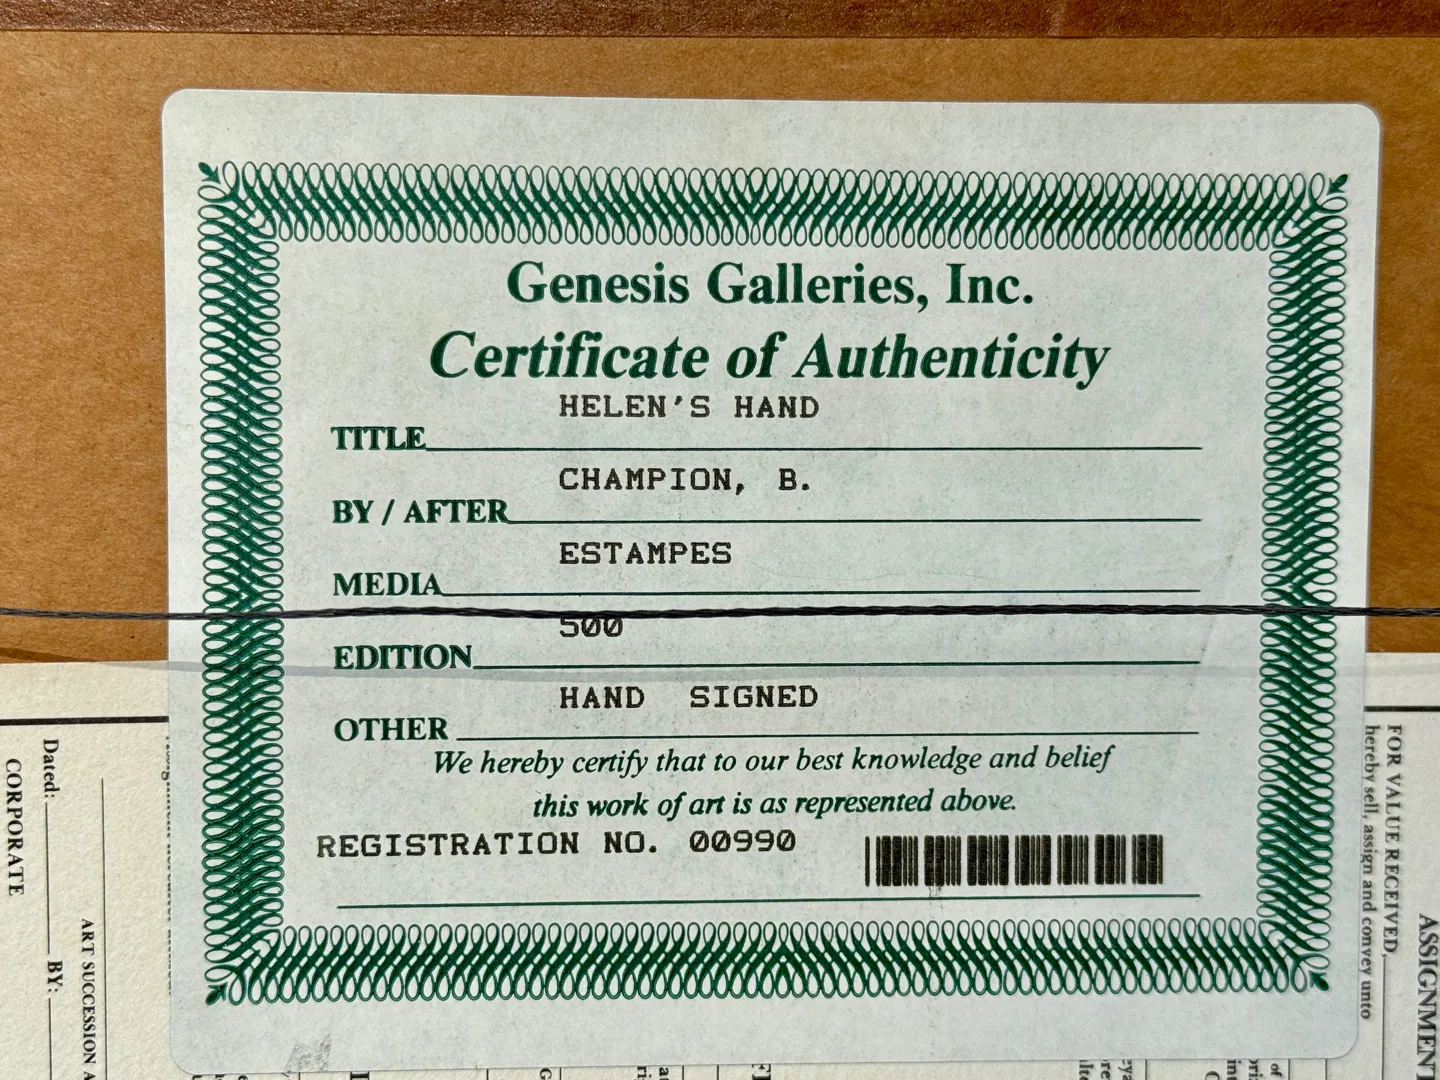 Genesis Galleries, Inc.
Certificate of Authenticity
HELEN'S HAND
TITLE
CHAMPION, B.
BY / AFTER
ESTAMPES
MEDIA
500
EDITION
HAND SIGNED
OTHER
We hereby certify that to our best knowledge and belief
this work of art is as represented above.
REGISTRATION NO. 00990
Dated:
BY:
CORPORATE
ART SUCCESSION
FOR VALUE RECEIVED,
hereby sell, assign and convey unto
ASSIGNMENT